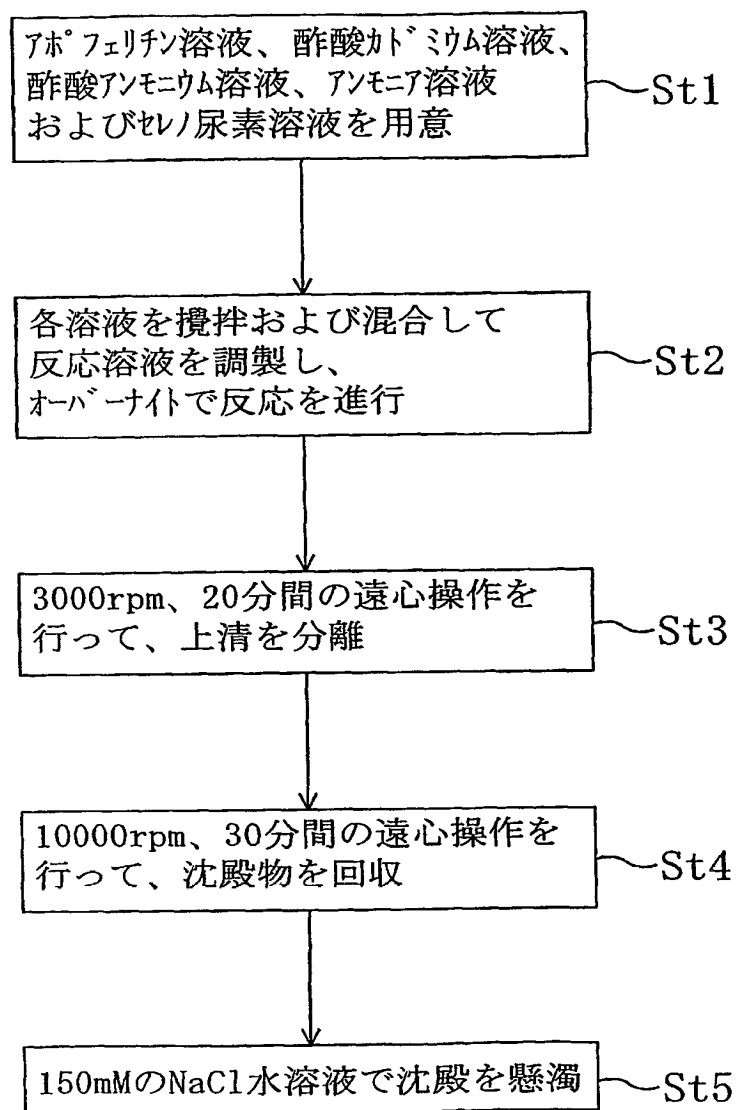 ｱﾎﾟﾌｪﾘﾁﾝ溶液、酢酸ｶﾄﾞﾐｳﾑ溶液、
酢酸ｱﾝﾓﾆｳﾑ溶液、ｱﾝﾓﾆｱ溶液
およびｾﾚﾉ尿素溶液を用意
St1
各溶液を攪拌および混合して
反応溶液を調製し、
ｵｰﾊﾞｰﾅｲﾄで反応を進行
St2
3000rpm、20分間の遠心操作を
行って、上清を分離
St3
10000rpm、30分間の遠心操作を
行って、沈殿物を回収
St4
150mMのNaCl水溶液で沈殿を懸濁
St5